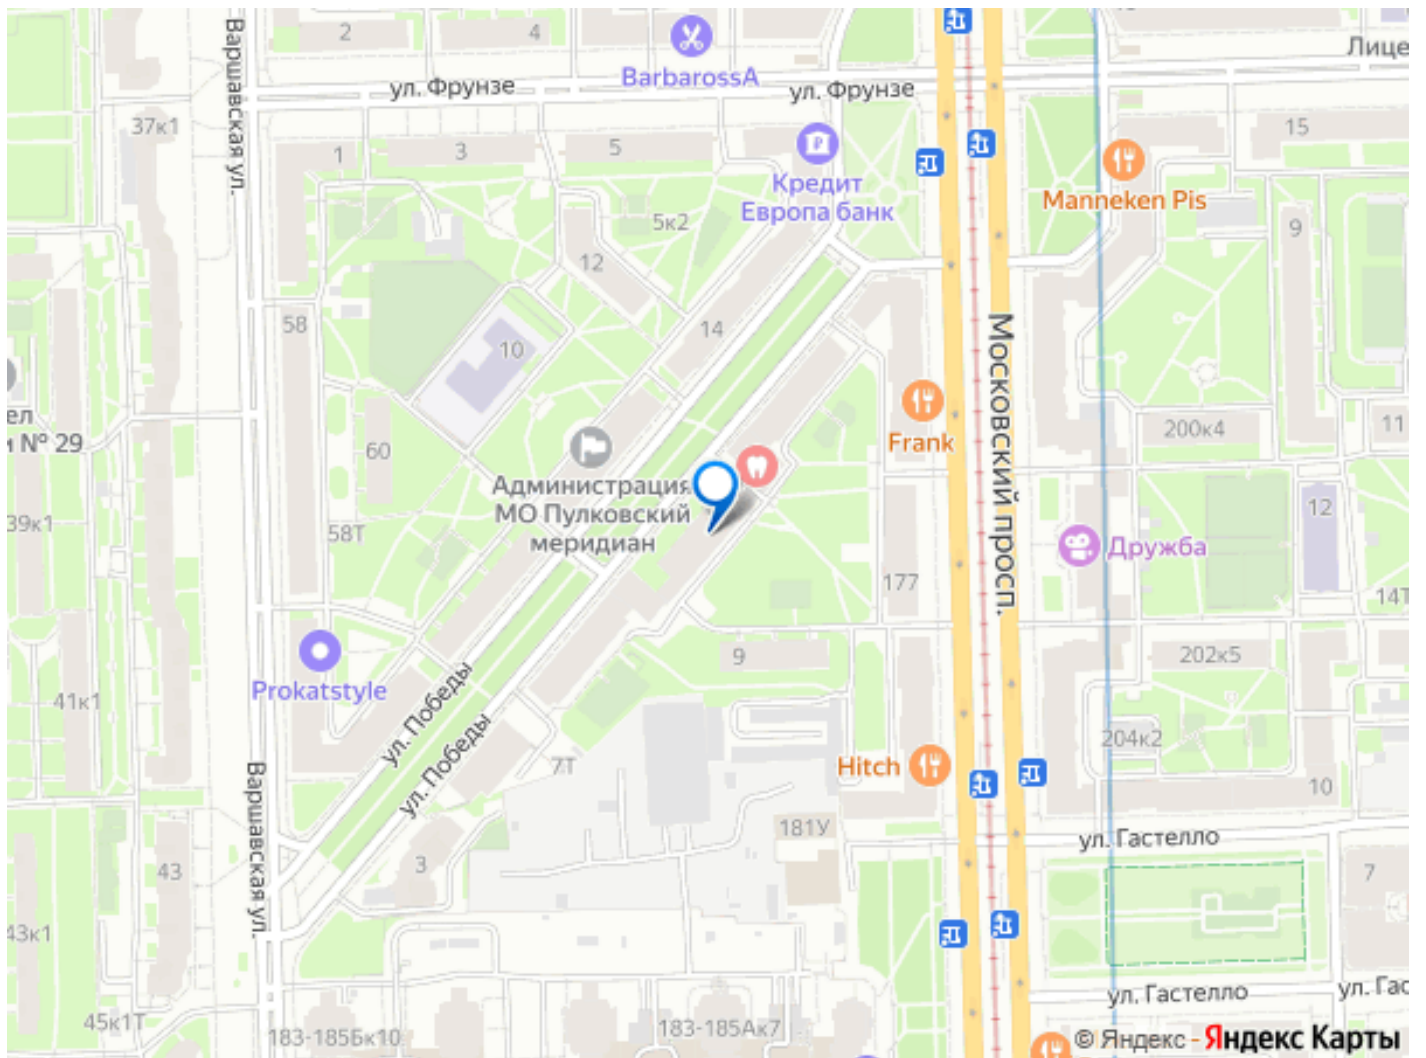 2
4
BarbarossA
ул. Фрунзе
ул. Фрунзе
Лице
Варшавская ул.
37к1
1
3
5
15
Кредит
Европа банк
Manneken Pis
5к2
9
12
58
14
10
Московский просп.
ел
и № 29
60
Frank
200к4
11
Администрация
МО Пулковский
меридиан
39к1
58Т
12
Дружба
177
14Т
Prokatstyle
9
202к5
41к1
ул. Победы
ул. Победы
204к2
7Т
Hitch
10
Варшавская ул.
181У
ул. Гастелло
43
3
7
43к1
ул. Гастелло
ул. Гас
45к1Т
183-185Бк10
183-185Ак7
© Яндекс - Яндекс Карты